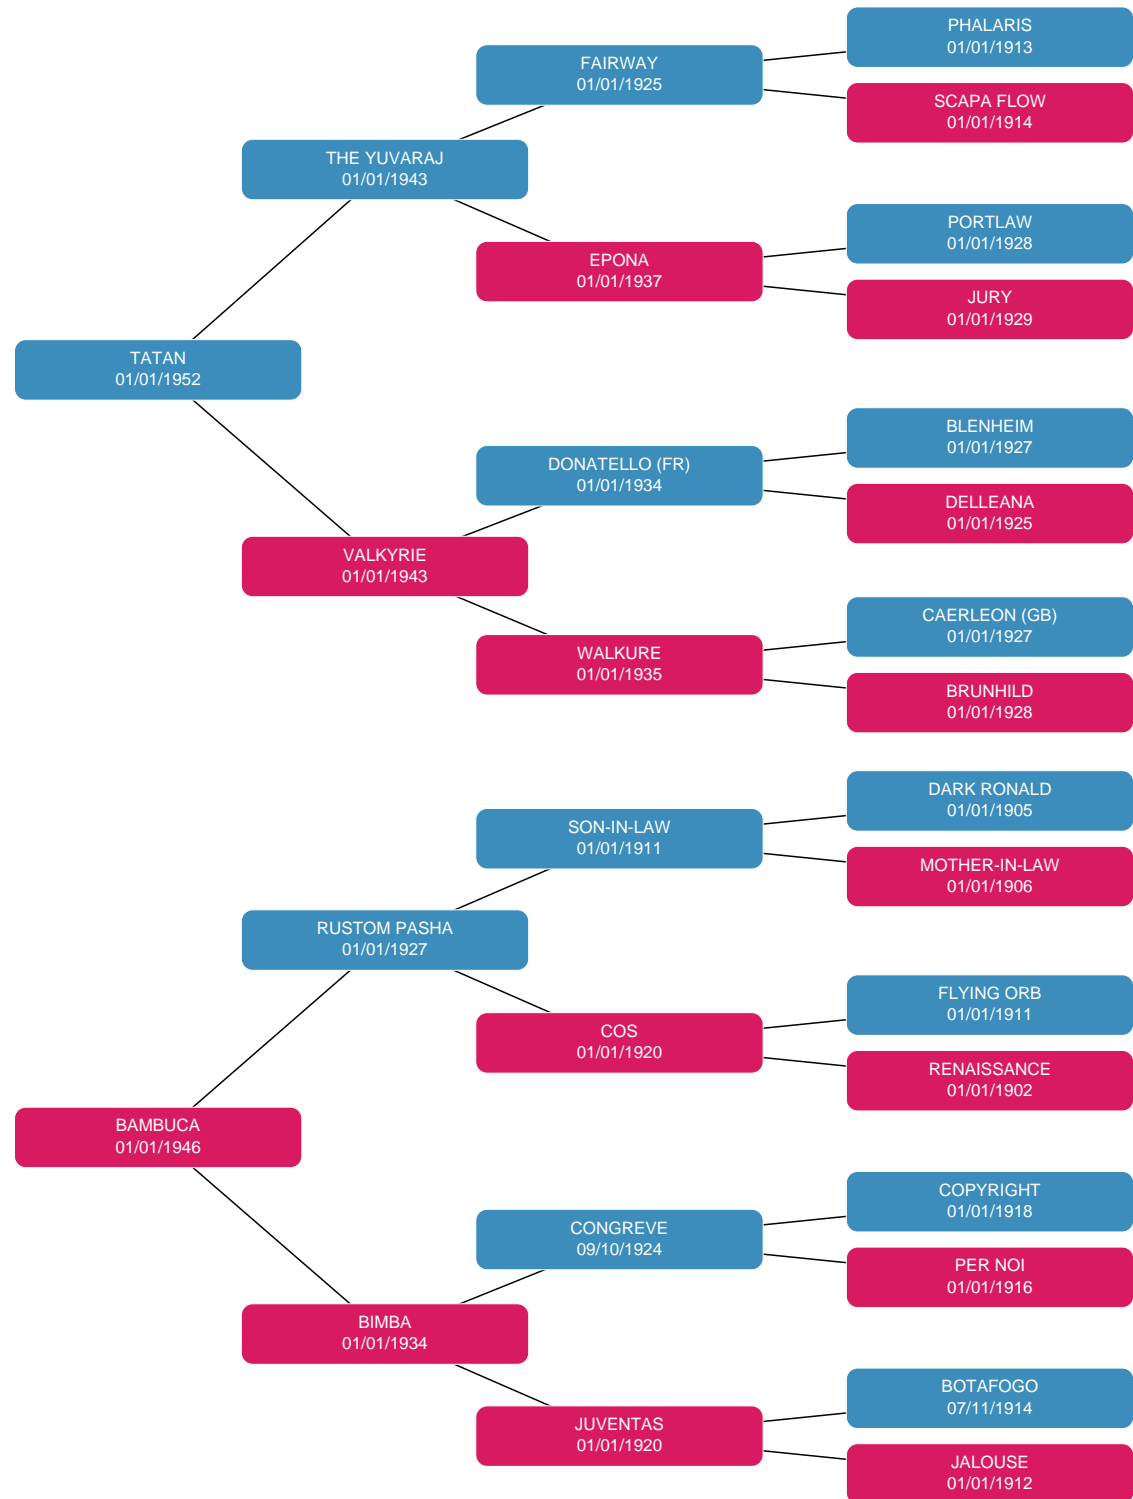 PHALARIS
01/01/1913
FAIRWAY
01/01/1925
SCAPA FLOW
01/01/1914
THE YUVARAJ
01/01/1943
PORTLAW
01/01/1928
EPONA
01/01/1937
JURY
01/01/1929
TATAN
01/01/1952
BLENHEIM
01/01/1927
DONATELLO (FR)
01/01/1934
DELLEANA
01/01/1925
VALKYRIE
01/01/1943
CAERLEON (GB)
01/01/1927
WALKURE
01/01/1935
BRUNHILD
01/01/1928
DARK RONALD
01/01/1905
SON-IN-LAW
01/01/1911
MOTHER-IN-LAW
01/01/1906
RUSTOM PASHA
01/01/1927
FLYING ORB
01/01/1911
COS
01/01/1920
RENAISSANCE
01/01/1902
BAMBUCA
01/01/1946
COPYRIGHT
01/01/1918
CONGREVE
09/10/1924
PER NOI
01/01/1916
BIMBA
01/01/1934
BOTAFOGO
07/11/1914
JUVENTAS
01/01/1920
JALOUSE
01/01/1912